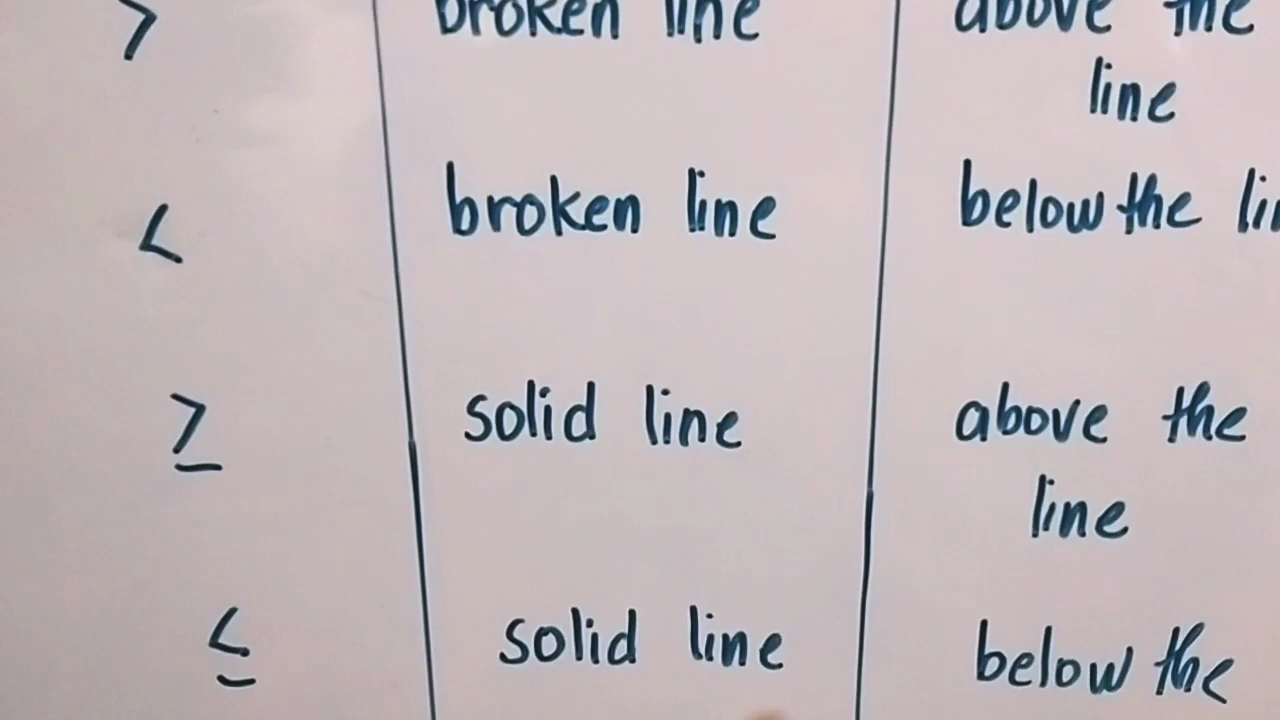 > broken line above the
line
< broken line below the
≥ solid line above the
line
≤ solid line below the